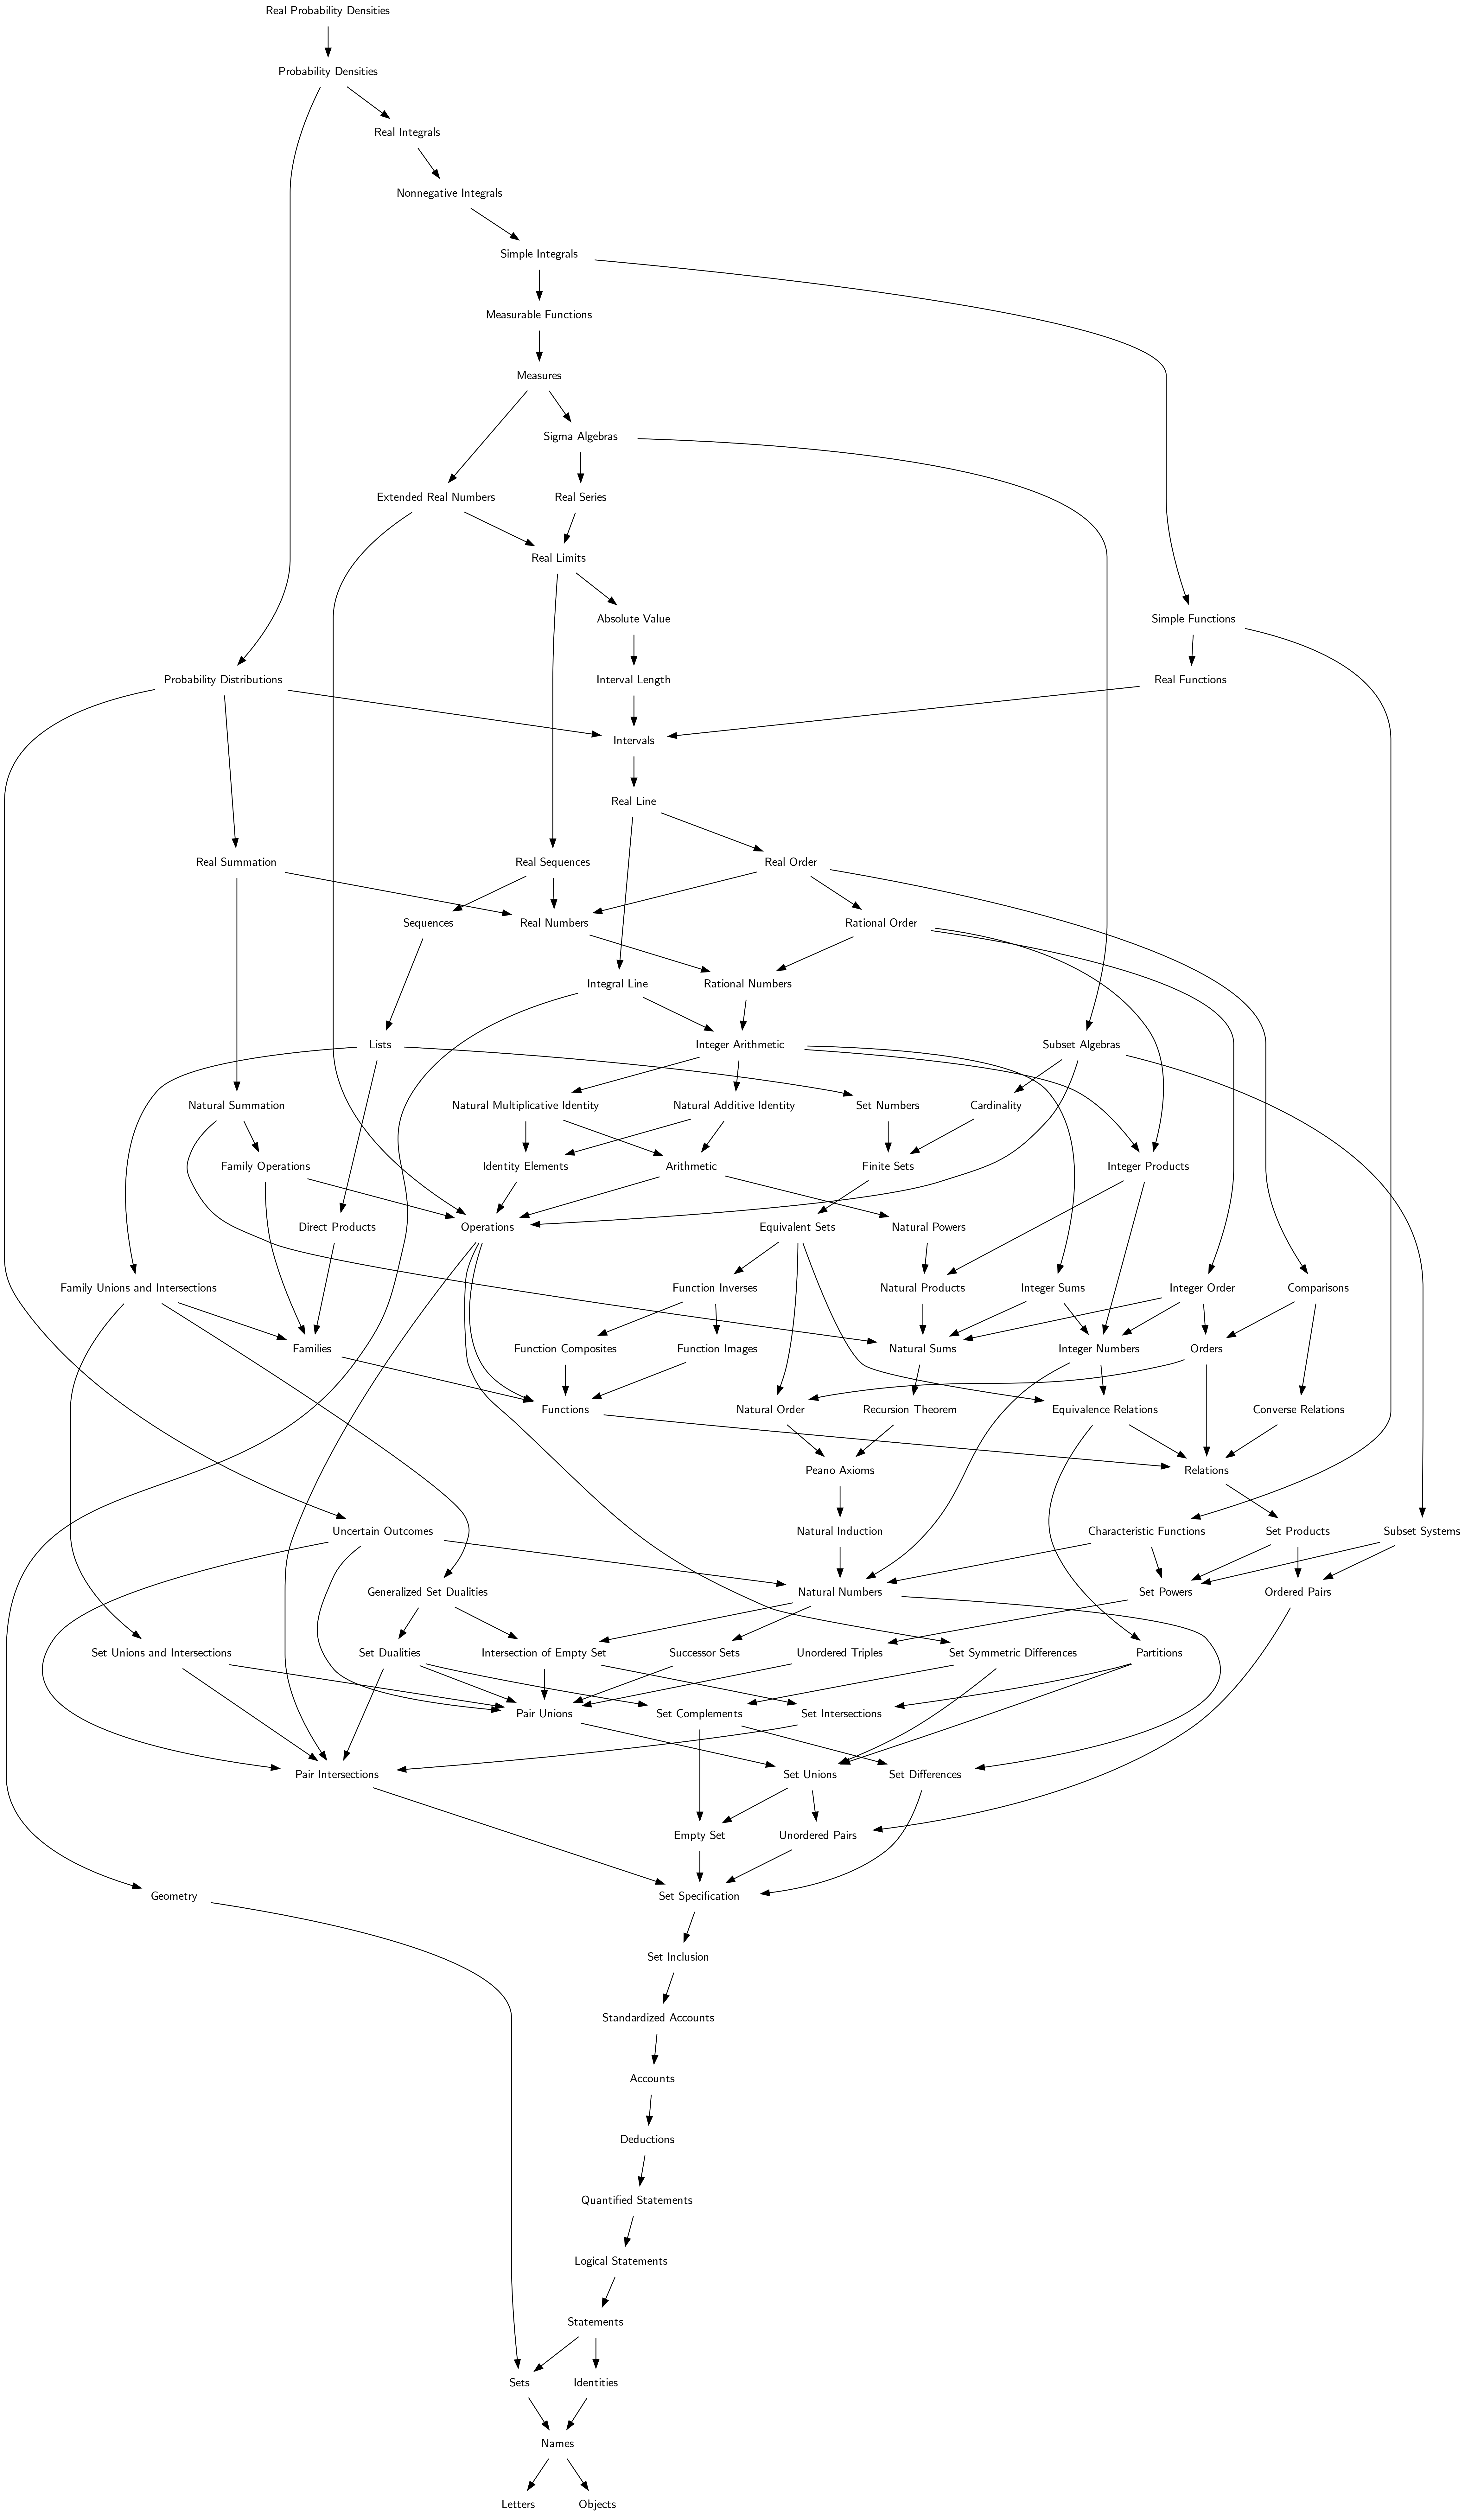 Real Probability Densities
Probability Densities
Real Integrals
Nonnegative Integrals
Simple Integrals
Measurable Functions
Measures
Sigma Algebras
Extended Real Numbers
Real Series
Real Limits
Absolute Value
Simple Functions
Probability Distributions
Interval Length
Real Functions
Intervals
Real Line
Real Summation
Real Sequences
Real Order
Sequences
Real Numbers
Rational Order
Integral Line
Rational Numbers
Lists
Integer Arithmetic
Subset Algebras
Natural Summation
Natural Multiplicative Identity
Natural Additive Identity
Set Numbers
Cardinality
Family Operations
Identity Elements
Arithmetic
Finite Sets
Integer Products
Direct Products
Operations
Equivalent Sets
Natural Powers
Family Unions and Intersections
Function Inverses
Natural Products
Integer Sums
Integer Order
Comparisons
Families
Function Composites
Function Images
Natural Sums
Integer Numbers
Orders
Functions
Natural Order
Recursion Theorem
Equivalence Relations
Converse Relations
Peano Axioms
Relations
Uncertain Outcomes
Natural Induction
Characteristic Functions
Set Products
Subset Systems
Generalized Set Dualities
Natural Numbers
Set Powers
Ordered Pairs
Set Unions and Intersections
Set Dualities
Intersection of Empty Set
Successor Sets
Unordered Triples
Set Symmetric Differences
Partitions
Pair Unions
Set Complements
Set Intersections
Pair Intersections
Set Unions
Set Differences
Empty Set
Unordered Pairs
Geometry
Set Specification
Set Inclusion
Standardized Accounts
Accounts
Deductions
Quantified Statements
Logical Statements
Statements
Sets
Identities
Names
Letters
Objects